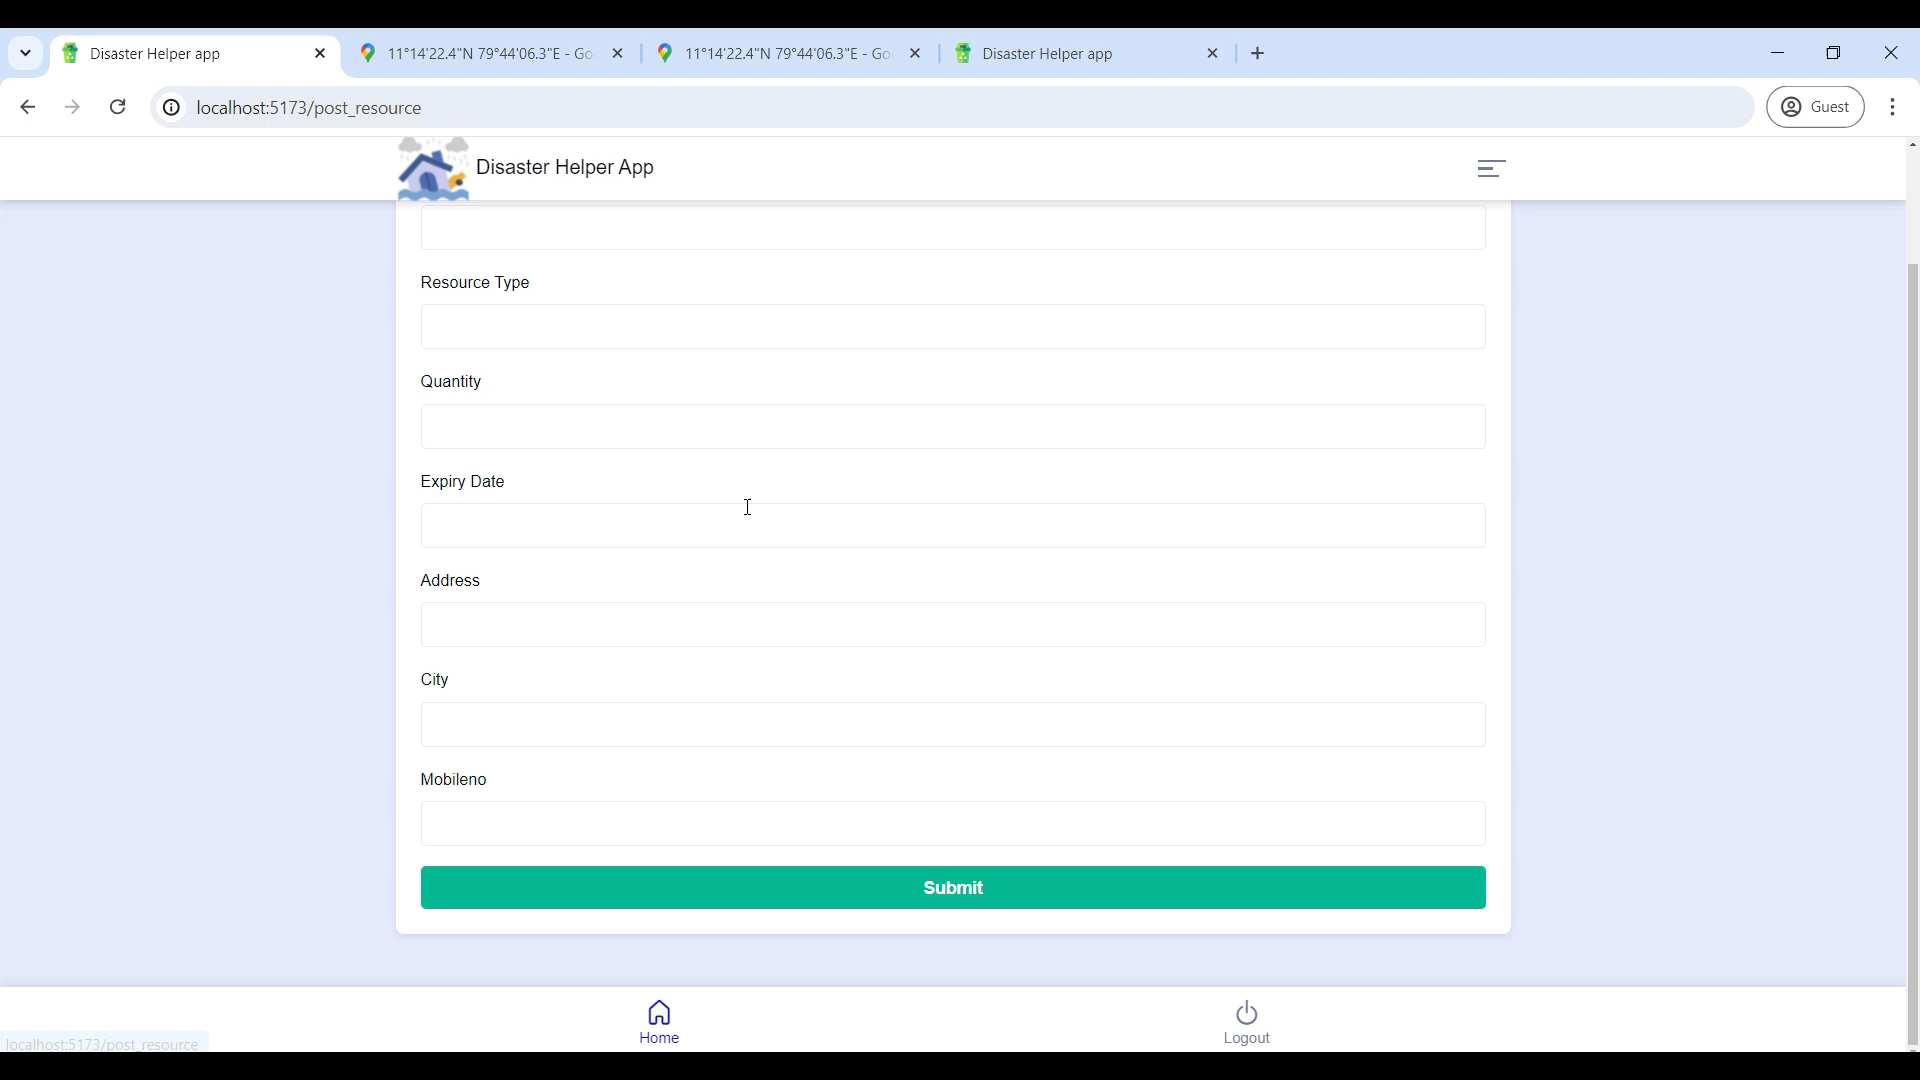 Disaster Helper app
11°14'22.4"N 79°44'06.3"E - Go
11°14'22.4"N 79°44'06.3"E - Go
Disaster Helper app
localhost:5173/post_resource
Guest
Disaster Helper App
Resource Type
Quantity
Expiry Date
Address
City
Mobileno
Submit
Home
Logout
localhost:5173/post_resource